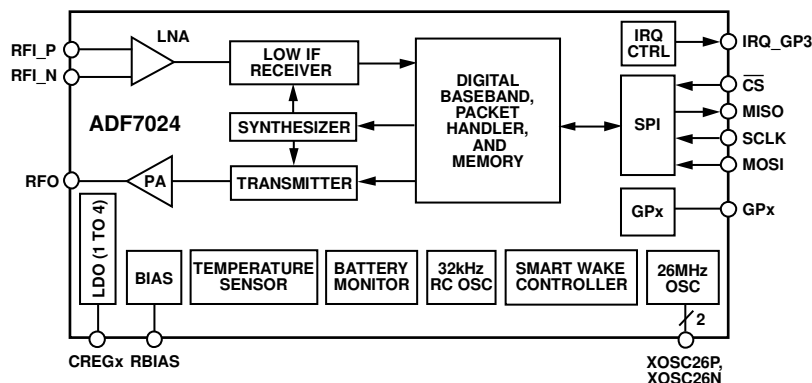 RFI_P
RFI_N
LNA
LOW IF
RECEIVER
IRQ
CTRL
IRQ_GP3
DIGITAL
BASEBAND,
PACKET
HANDLER,
AND
MEMORY
SPI
CS
MISO
SCLK
MOSI
ADF7024
SYNTHESIZER
RFO
PA
TRANSMITTER
GPx
GPx
LDO (1 TO 4)
BIAS
TEMPERATURE
SENSOR
BATTERY
MONITOR
32kHz
RC OSC
SMART WAKE
CONTROLLER
26MHz
OSC
2
CREGx
RBIAS
XOSC26P,
XOSC26N